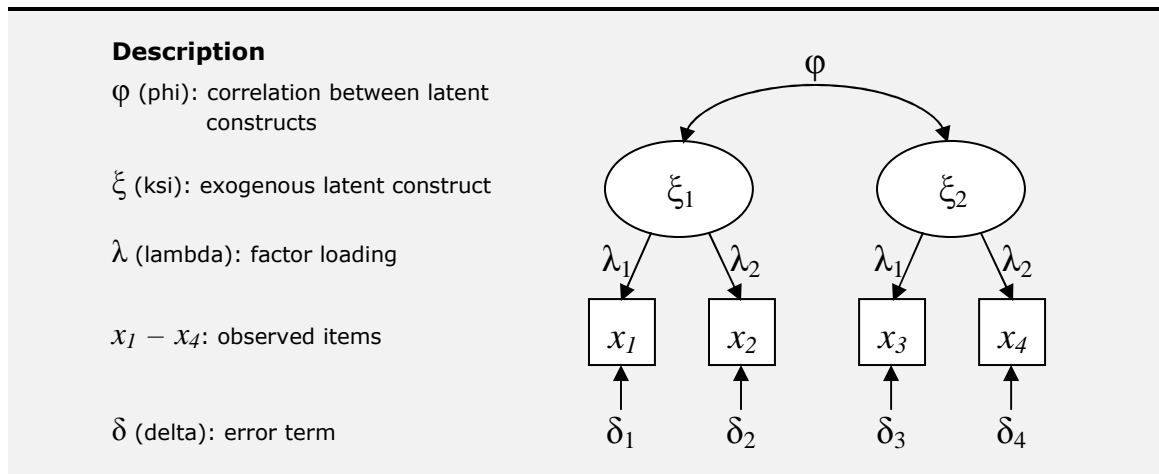 Description
φ (phi): correlation between latent
constructs
ξ (ksi): exogenous latent construct
λ (lambda): factor loading
x₁ – x₄: observed items
δ (delta): error term
φ
ξ₁ ξ₂
λ₁ λ₂ λ₁ λ₂
x₁ x₂ x₃ x₄
δ₁ δ₂ δ₃ δ₄